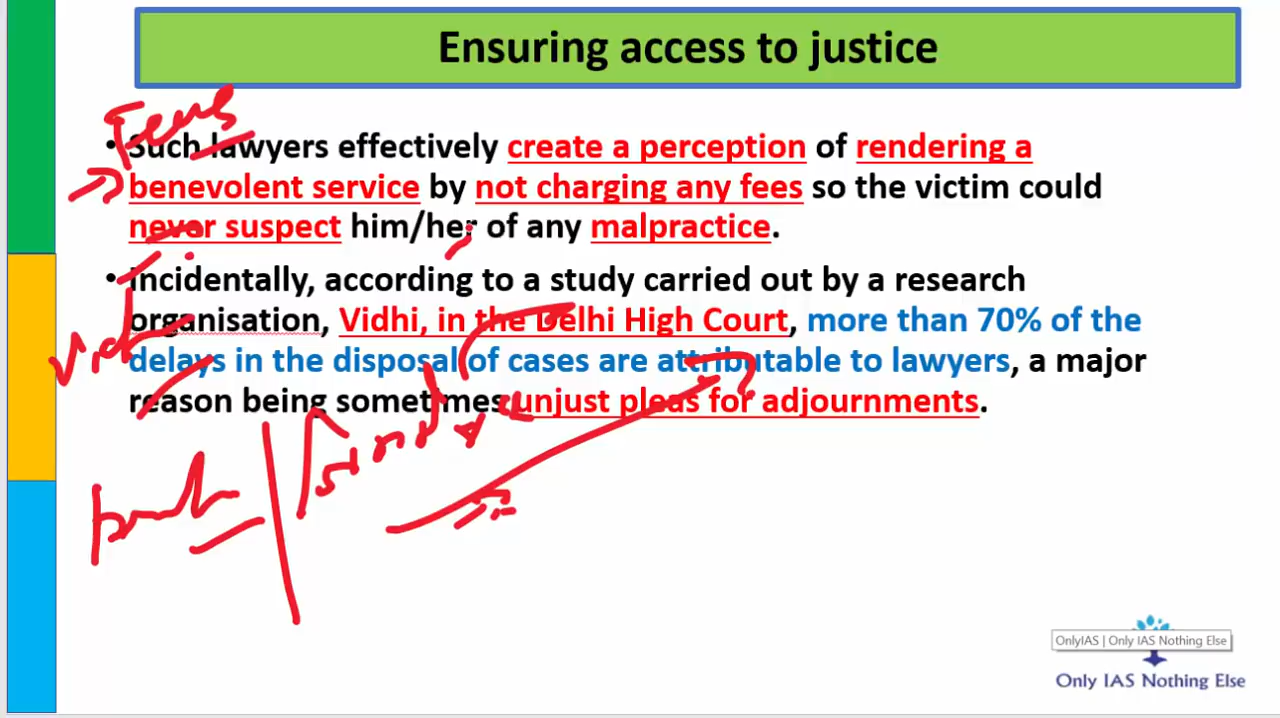 Ensuring access to justice
Fens
• Such lawyers effectively create a perception of rendering a
benevolent service by not charging any fees so the victim could
never suspect him/her of any malpractice.
• Incidentally, according to a study carried out by a research
organisation, Vidhi, in the Delhi High Court, more than 70% of the
delays in the disposal of cases are attributable to lawyers, a major
reason being sometimes unjust pleas for adjournments.
OnlyIAS | Only IAS Nothing Else
Only IAS Nothing Else